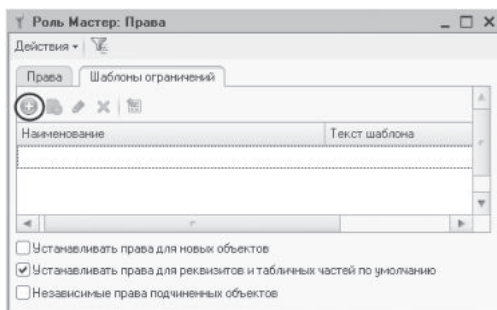 Роль Мастер: Права
Действия
Права Шаблоны ограничений
Наименование Текст шаблона
Устанавливать права для новых объектов
Устанавливать права для реквизитов и табличных частей по умолчанию
Независимые права подчиненных объектов